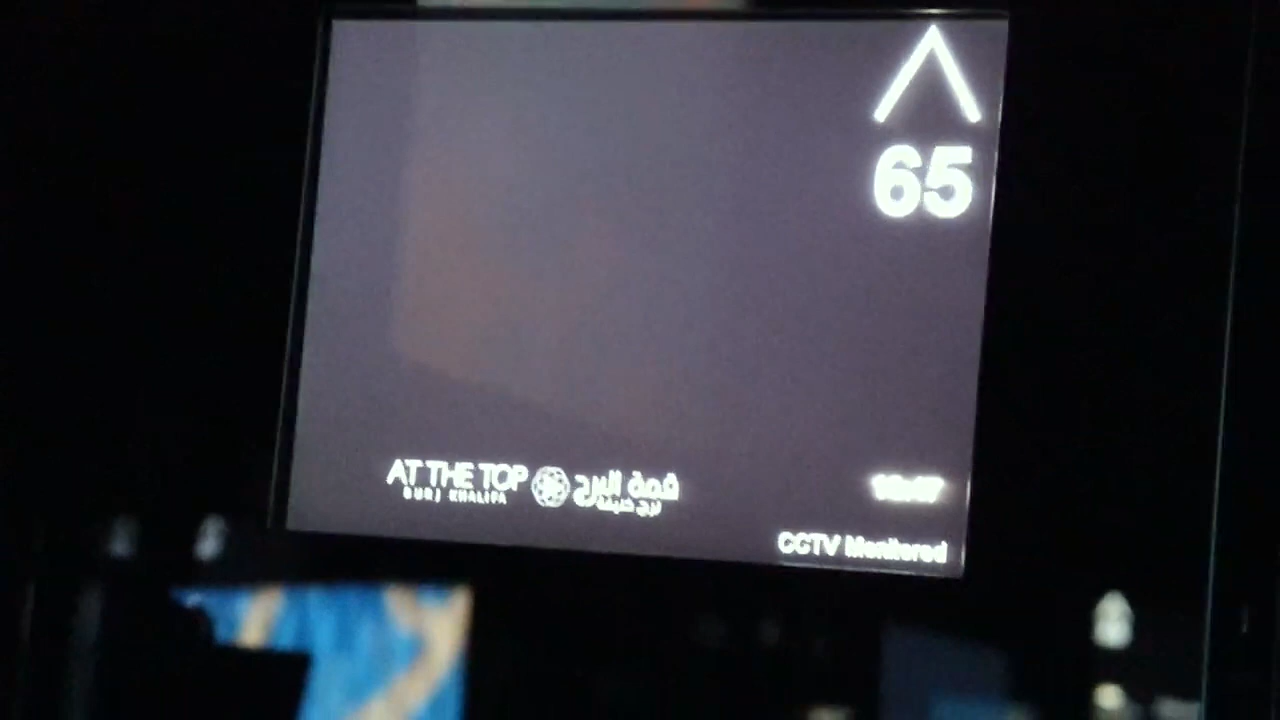 65
AT THE TOP
BURJ KHALIFA
قمة البرج
برج خليفة
CCTV Monitored